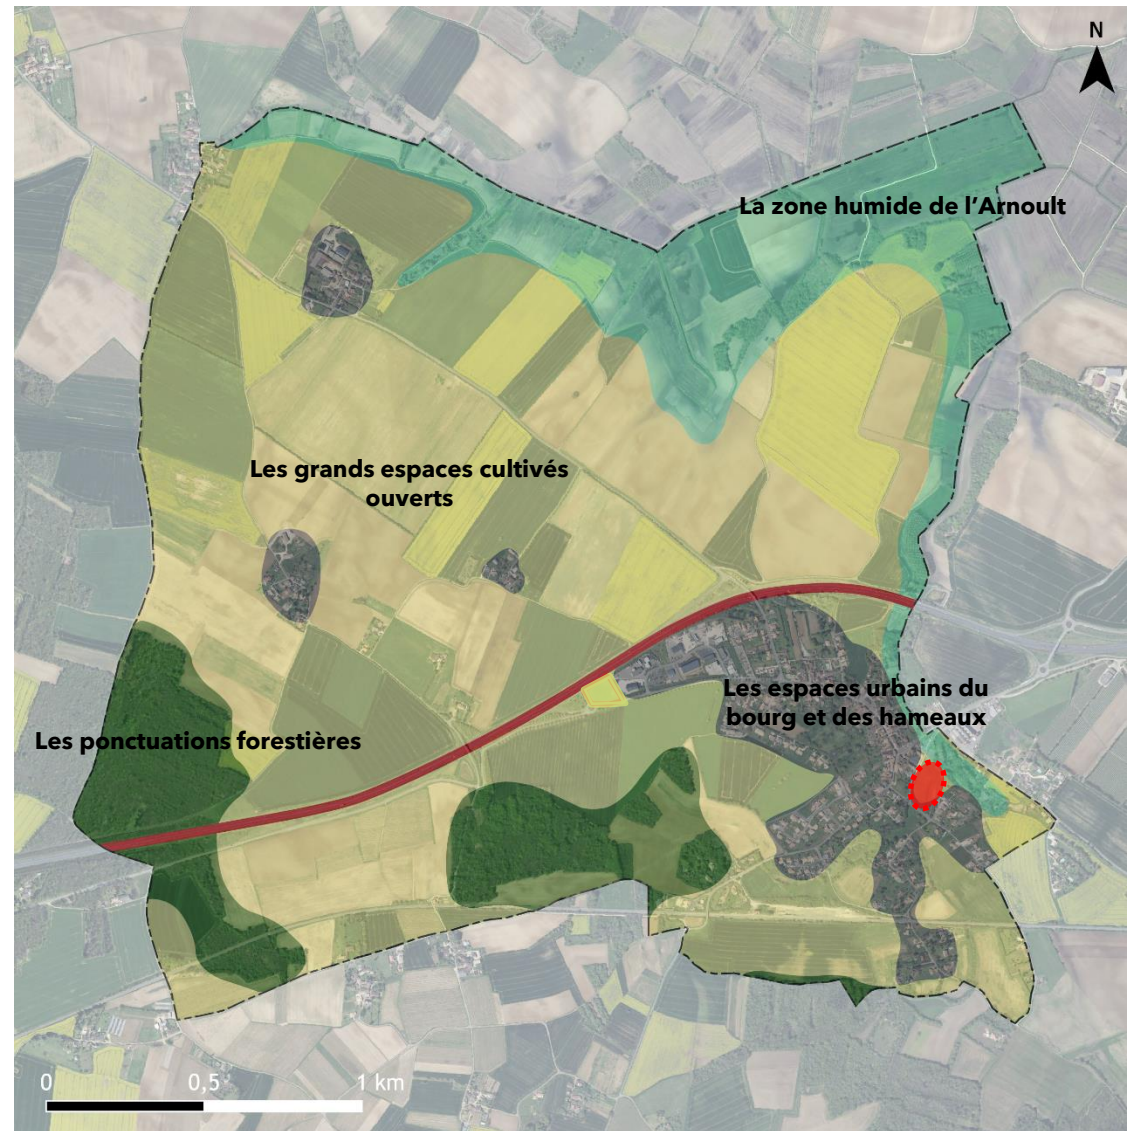 N
La zone humide de l’Arnoult
Les grands espaces cultivés
ouverts
Les espaces urbains du
bourg et des hameaux
Les ponctuations forestières
0 0,5 1 km